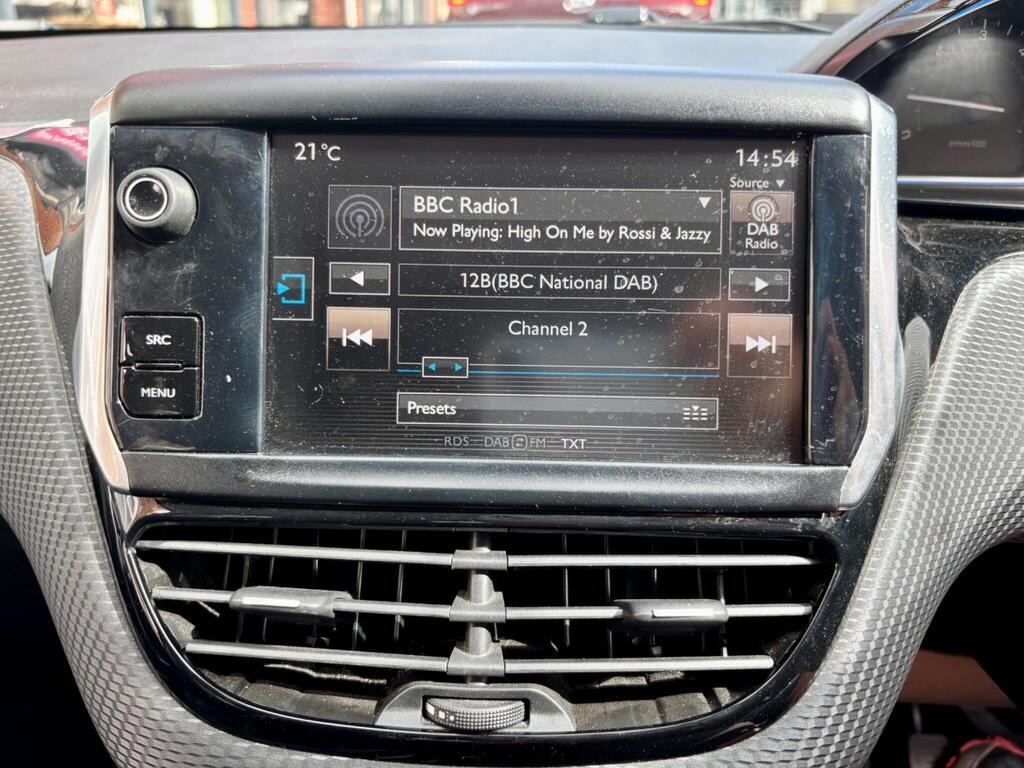 21°C
14:54
Source ▼
BBC Radio1
Now Playing: High On Me by Rossi & Jazzy
DAB
Radio
12B(BBC National DAB)
SRC
Channel 2
MENU
Presets
RDS DAB FM TXT
3